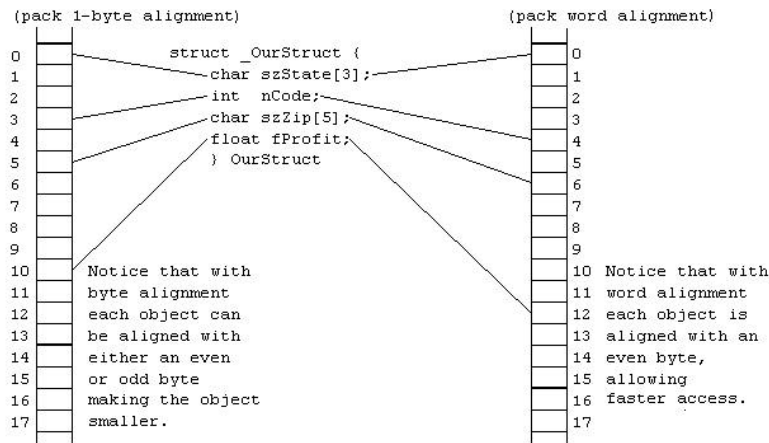 (pack 1-byte alignment)
(pack word alignment)
struct _OurStruct {
char szState[3];
int nCode;
char szZip[5];
float fProfit;
} OurStruct
0
1
2
3
4
5
6
7
8
9
10
11
12
13
14
15
16
17
Notice that with
byte alignment
each object can
be aligned with
either an even
or odd byte
making the object
smaller.
0
1
2
3
4
5
6
7
8
9
10
11
12
13
14
15
16
17
Notice that with
word alignment
each object is
aligned with an
even byte,
allowing
faster access.